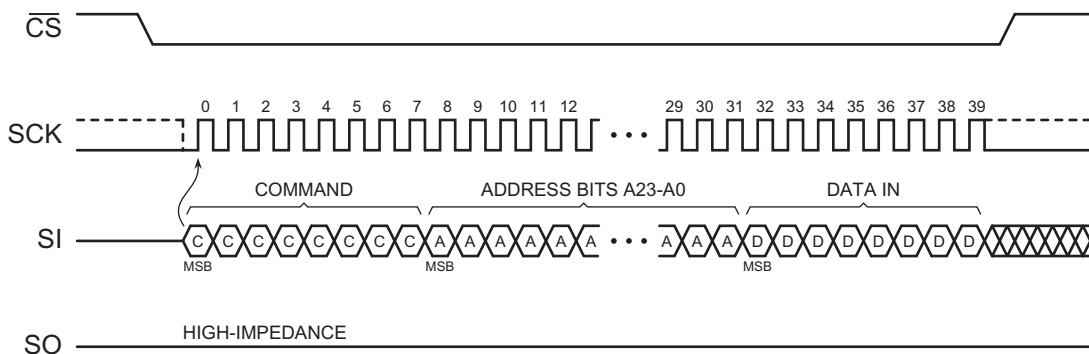 C̅S̅
0 1 2 3 4 5 6 7 8 9 10 11 12 29 30 31 32 33 34 35 36 37 38 39
SCK
COMMAND ADDRESS BITS A23-A0 DATA IN
SI C C C C C C C C A A A A A A • • • A A A D D D D D D D D
MSB MSB MSB
HIGH-IMPEDANCE
SO